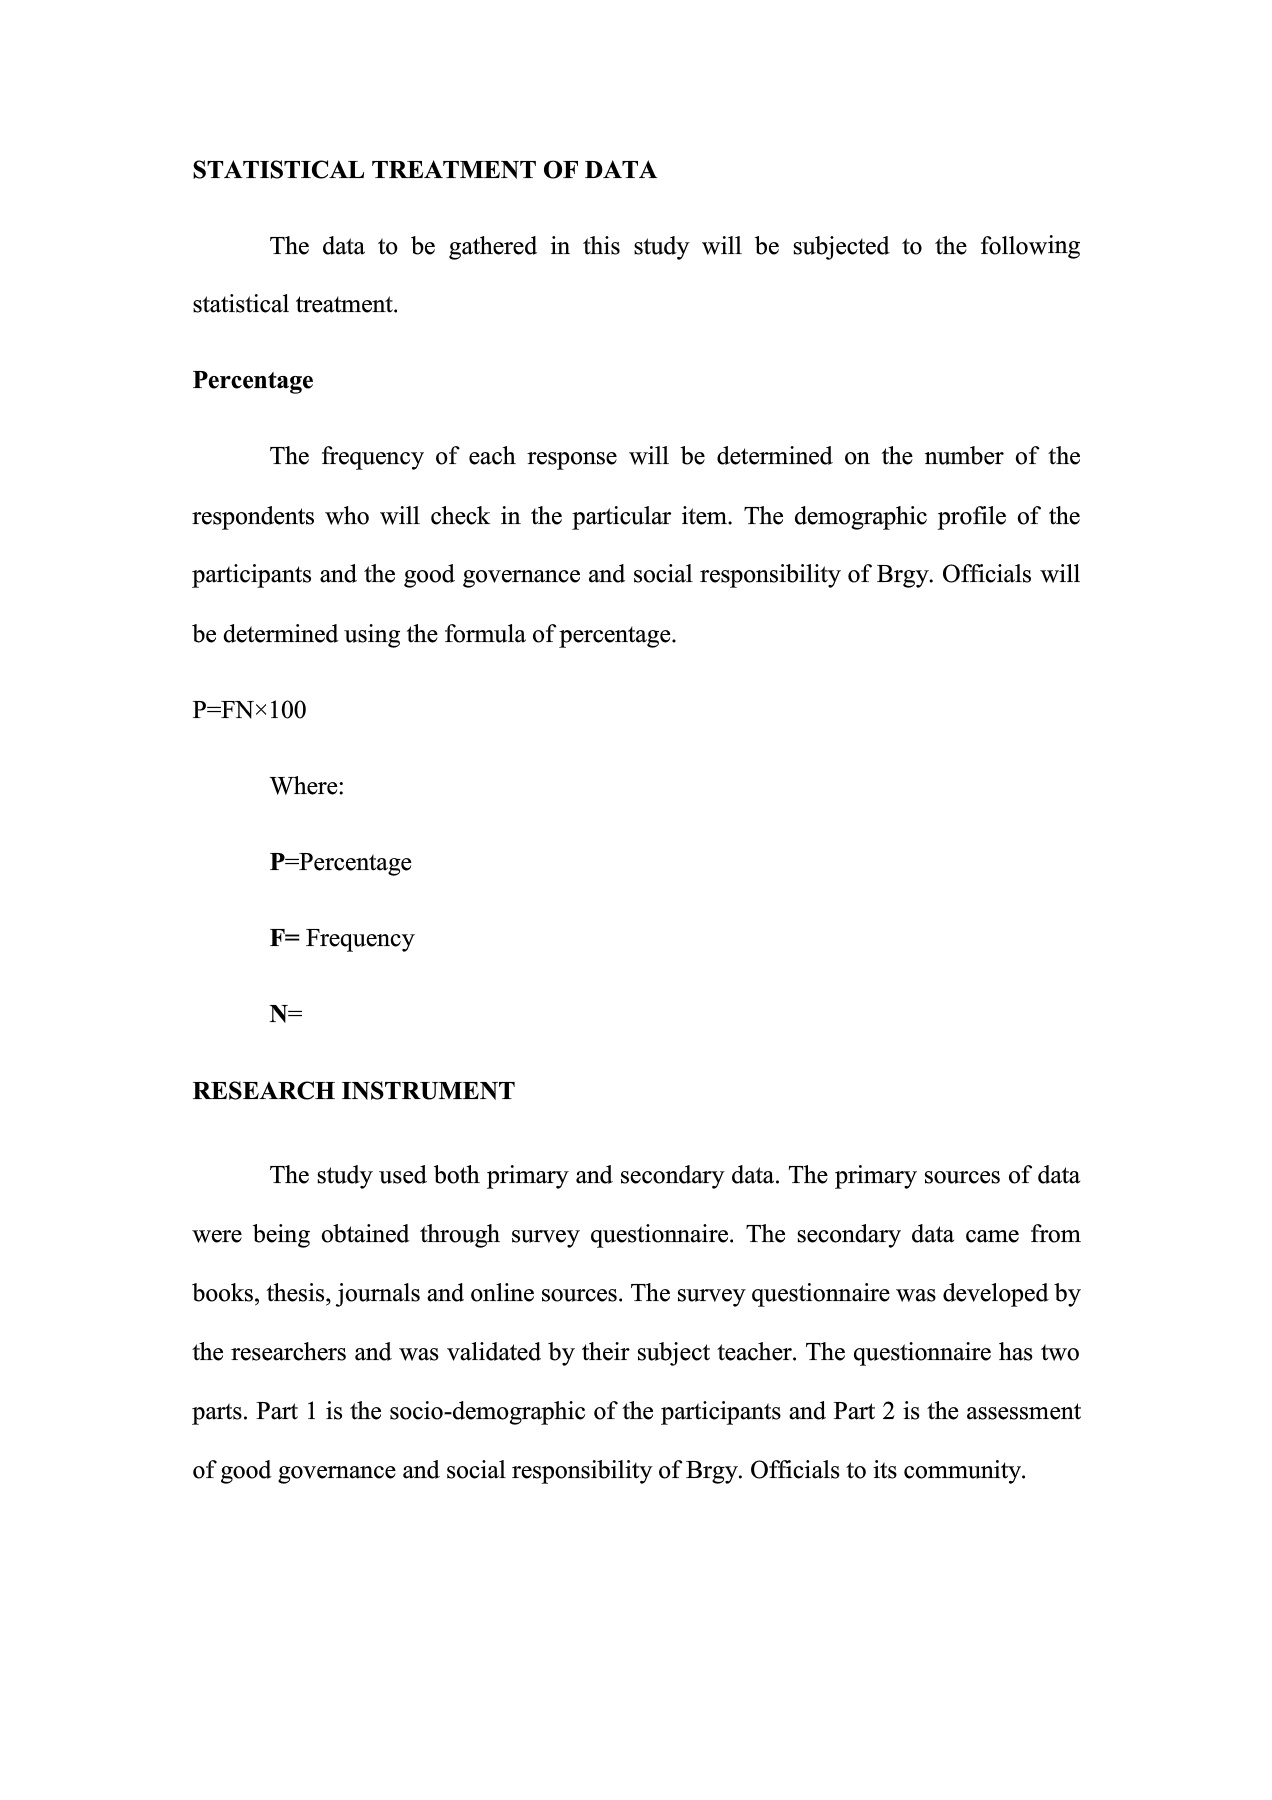 STATISTICAL TREATMENT OF DATA
The data to be gathered in this study will be subjected to the following
statistical treatment.
Percentage
The frequency of each response will be determined on the number of the
respondents who will check in the particular item. The demographic profile of the
participants and the good governance and social responsibility of Brgy. Officials will
be determined using the formula of percentage.
P=FN×100
Where:
P=Percentage
F= Frequency
N=
RESEARCH INSTRUMENT
The study used both primary and secondary data. The primary sources of data
were being obtained through survey questionnaire. The secondary data came from
books, thesis, journals and online sources. The survey questionnaire was developed by
the researchers and was validated by their subject teacher. The questionnaire has two
parts. Part 1 is the socio-demographic of the participants and Part 2 is the assessment
of good governance and social responsibility of Brgy. Officials to its community.